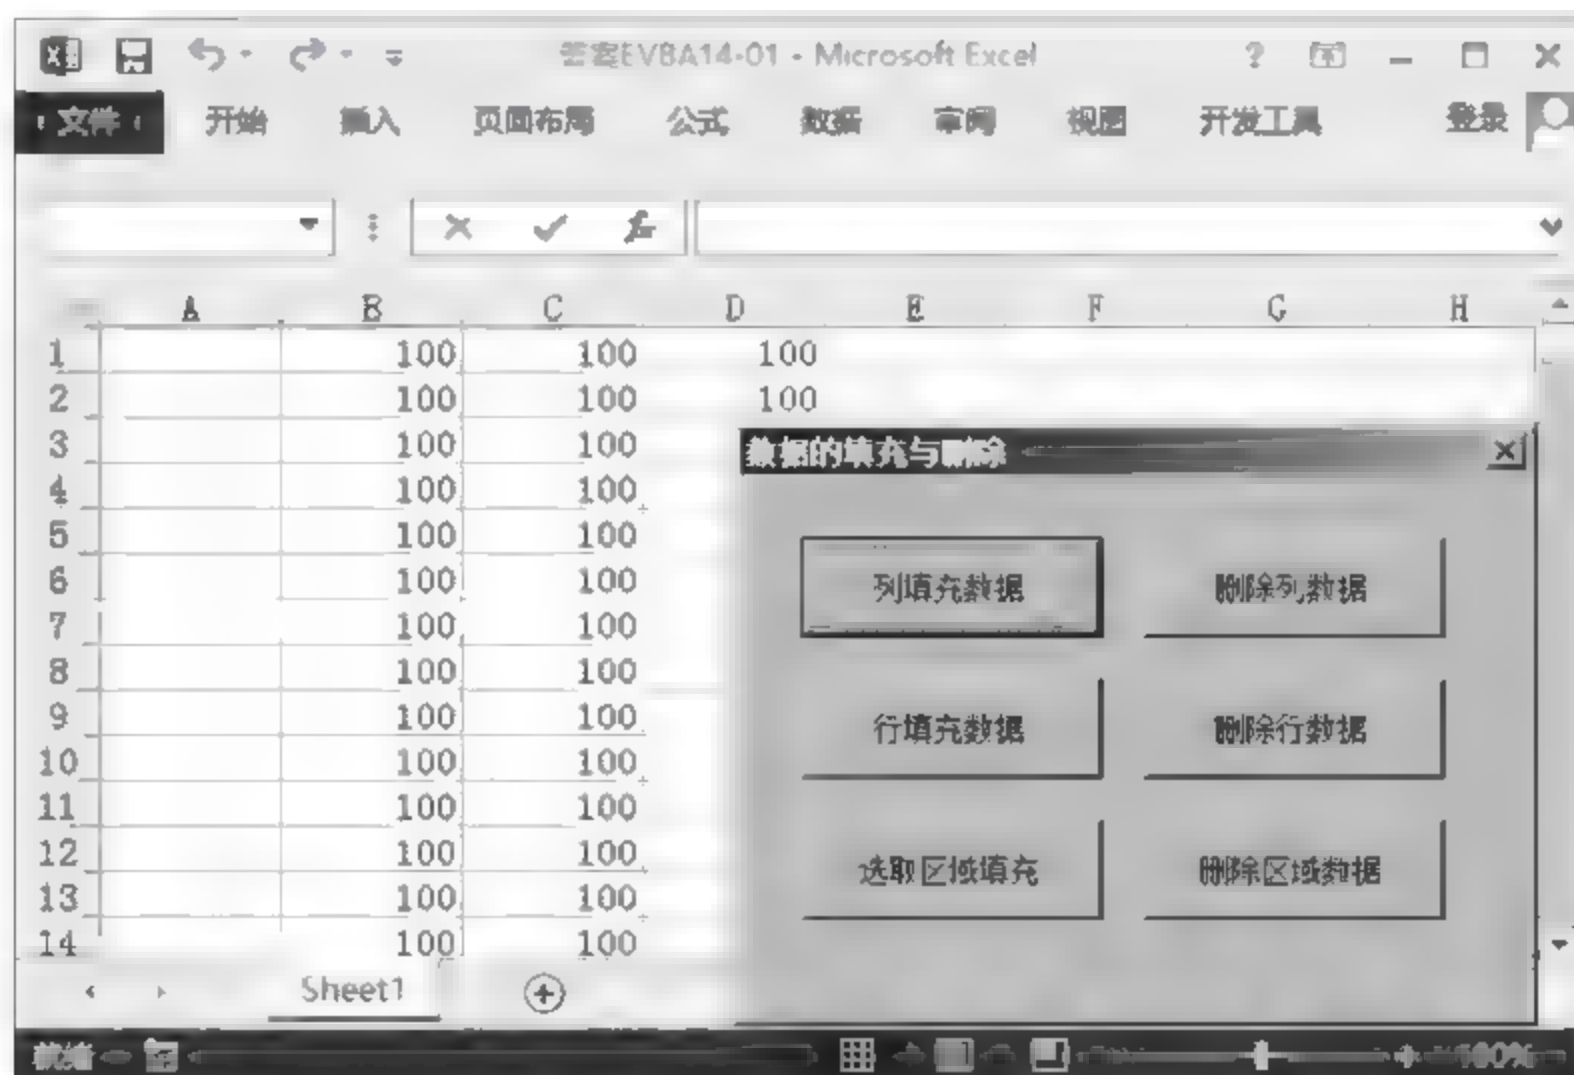 答案EVBA14-01 - Microsoft Excel
文件 开始 插入 页面布局 公式 数据 审阅 视图 开发工具 登录
A B C D E F G H
1 100 100 100
2 100 100 100
3 100 100
4 100 100
5 100 100
6 100 100
7 100 100
8 100 100
9 100 100
10 100 100
11 100 100
12 100 100
13 100 100
14 100 100
数据的填充与删除
列填充数据 删除列数据
行填充数据 删除行数据
选取区域填充 删除区域数据
Sheet1
就绪 100%